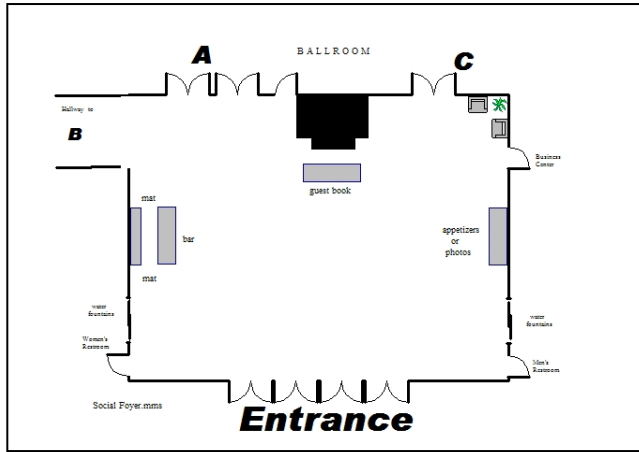 A
BALLROOM
C
Hallway to
B
Business
Center
guest book
mat
bar
mat
appetizers
or
photos
water
fountains
water
fountains
Women's
Restroom
Men's
Restroom
Social Foyer.mms
Entrance